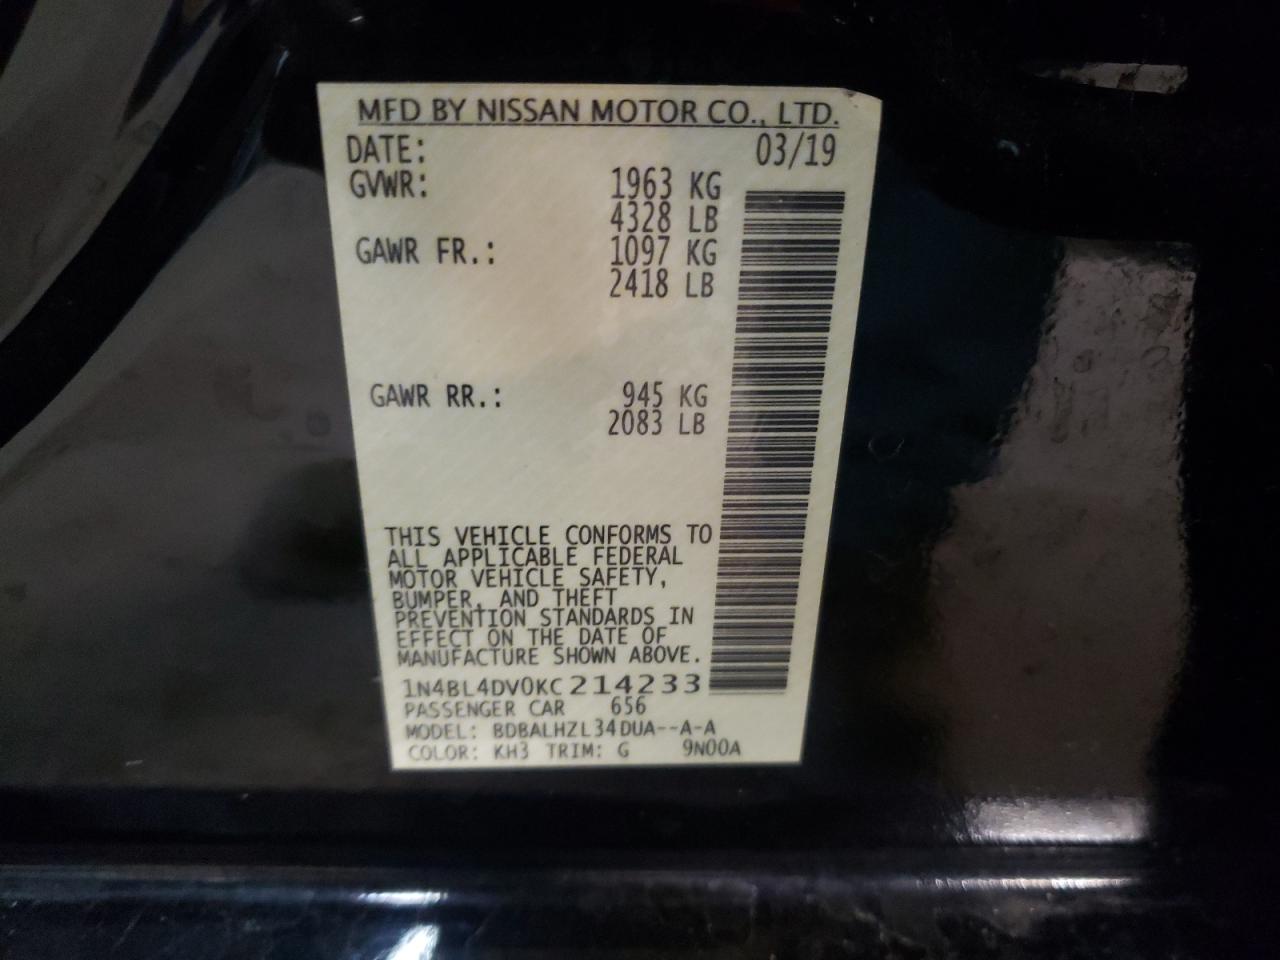 MFD BY NISSAN MOTOR CO., LTD.
DATE: 03/19
GVWR: 1963 KG
4328 LB
GAWR FR.: 1097 KG
2418 LB
GAWR RR.: 945 KG
2083 LB
THIS VEHICLE CONFORMS TO
ALL APPLICABLE FEDERAL
MOTOR VEHICLE SAFETY,
BUMPER, AND THEFT
PREVENTION STANDARDS IN
EFFECT ON THE DATE OF
MANUFACTURE SHOWN ABOVE.
1N4BL4DV0KC214233
PASSENGER CAR 656
MODEL: BDBALHZL34DUA--A-A
COLOR: KH3 TRIM: G 9N00A